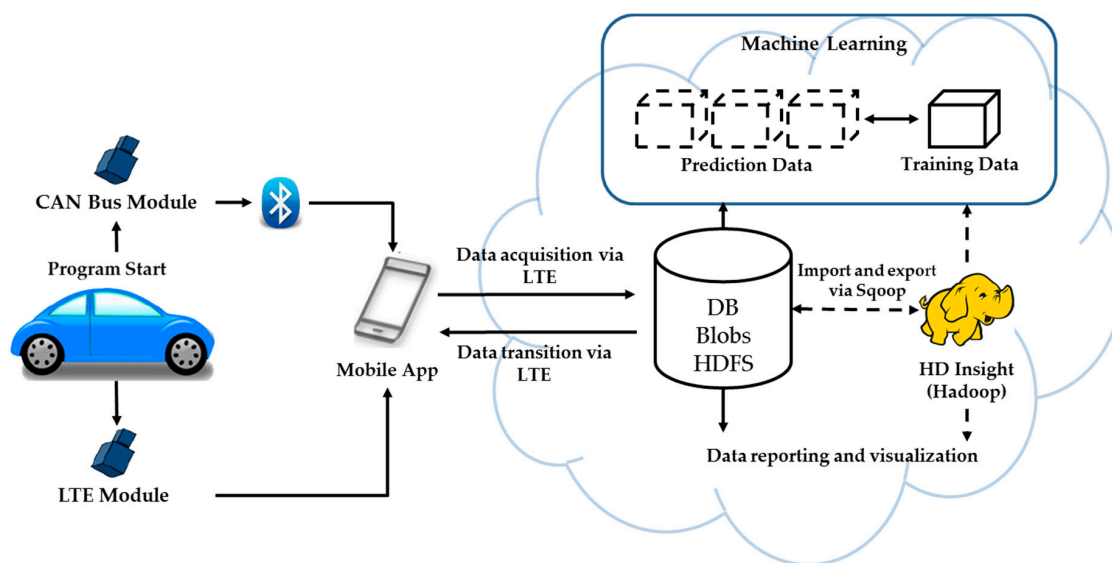 Machine Learning
Prediction Data
Training Data
CAN Bus Module
Program Start
LTE Module
Mobile App
Data acquisition via
LTE
Data transition via
LTE
DB
Blobs
HDFS
Import and export
via Sqoop
HD Insight
(Hadoop)
Data reporting and visualization